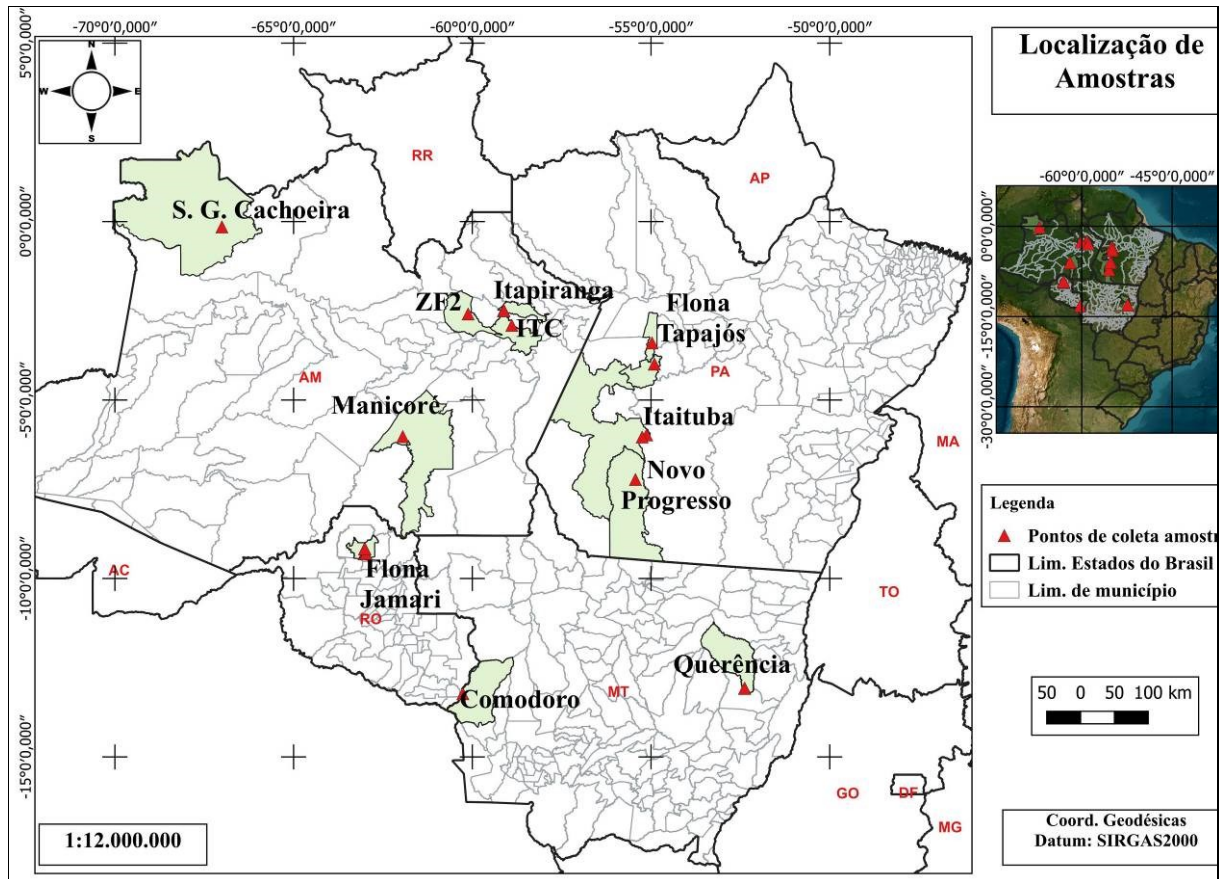 -70°0'0,000"
-65°0'0,000"
-60°0'0,000"
-55°0'0,000"
-50°0'0,000"
5°0'0,000"
0°0'0,000"
-5°0'0,000"
-10°0'0,000"
-15°0'0,000"
N
W
E
S
RR
AP
S. G. Cachoeira
ZF2
Itapiranga
ITC
Flona
Tapajós
AM
PA
Manicoré
Itaituba
Novo
Progresso
MA
AC
Flona
Jamari
RO
TO
Querência
Comodoro
MT
GO
DF
MG
1:12.000.000
Localização de
Amostras
-60°0'0,000"
-45°0'0,000"
0°0'0,000"
-15°0'0,000"
-30°0'0,000"
Legenda
Pontos de coleta amostr
Lim. Estados do Brasil
Lim. de município
50 0 50 100 km
Coord. Geodésicas
Datum: SIRGAS2000